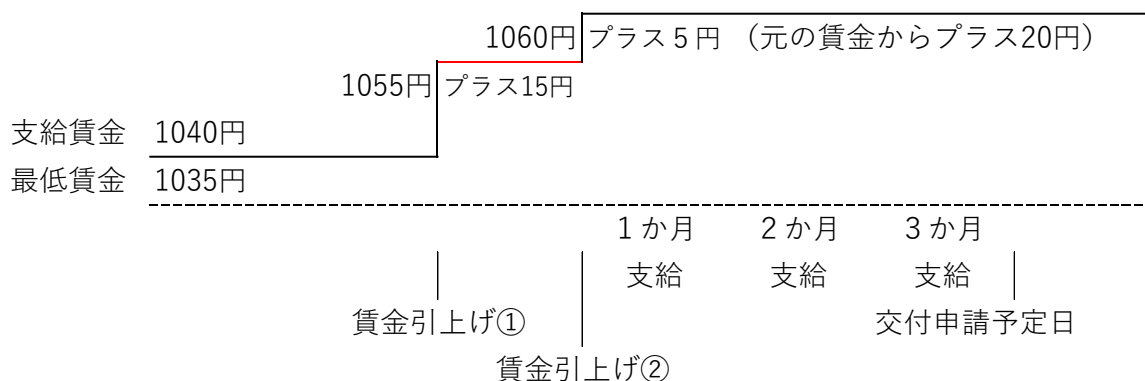 1060円 プラス５円 （元の賃金からプラス20円）
1055円 プラス15円
支給賃金 1040円
最低賃金 1035円
１か月 ２か月 ３か月
支給 支給 支給
賃金引上げ① 交付申請予定日
賃金引上げ②